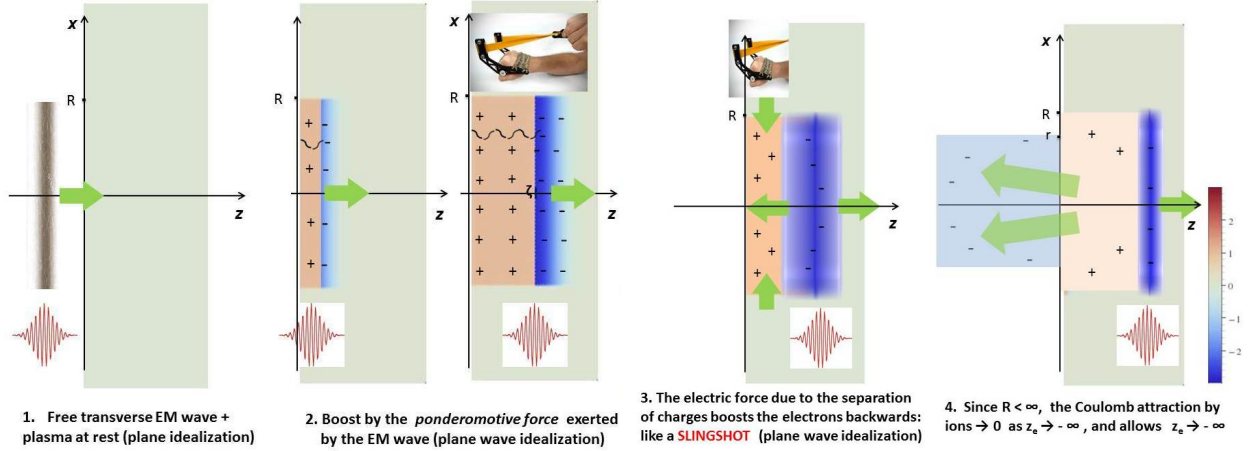 x
R
z
1. Free transverse EM wave +
plasma at rest (plane idealization)
R
+ -
-
+ -
+ -
+ -
z
x
R
+ + - -
-
+ + - -
ζ
+ + - -
+ + - -
z
2. Boost by the ponderomotive force exerted
by the EM wave (plane wave idealization)
R
+ -
+ -
+ -
z
+ -
+ -
+ -
3. The electric force due to the separation
of charges boosts the electrons backwards:
like a SLINGSHOT (plane wave idealization)
x
R
r
- + -
- +
- -
z
- + -
- + -
2
1
0
-1
-2
4. Since R < ∞, the Coulomb attraction by
ions → 0 as zₑ → - ∞ , and allows zₑ → - ∞